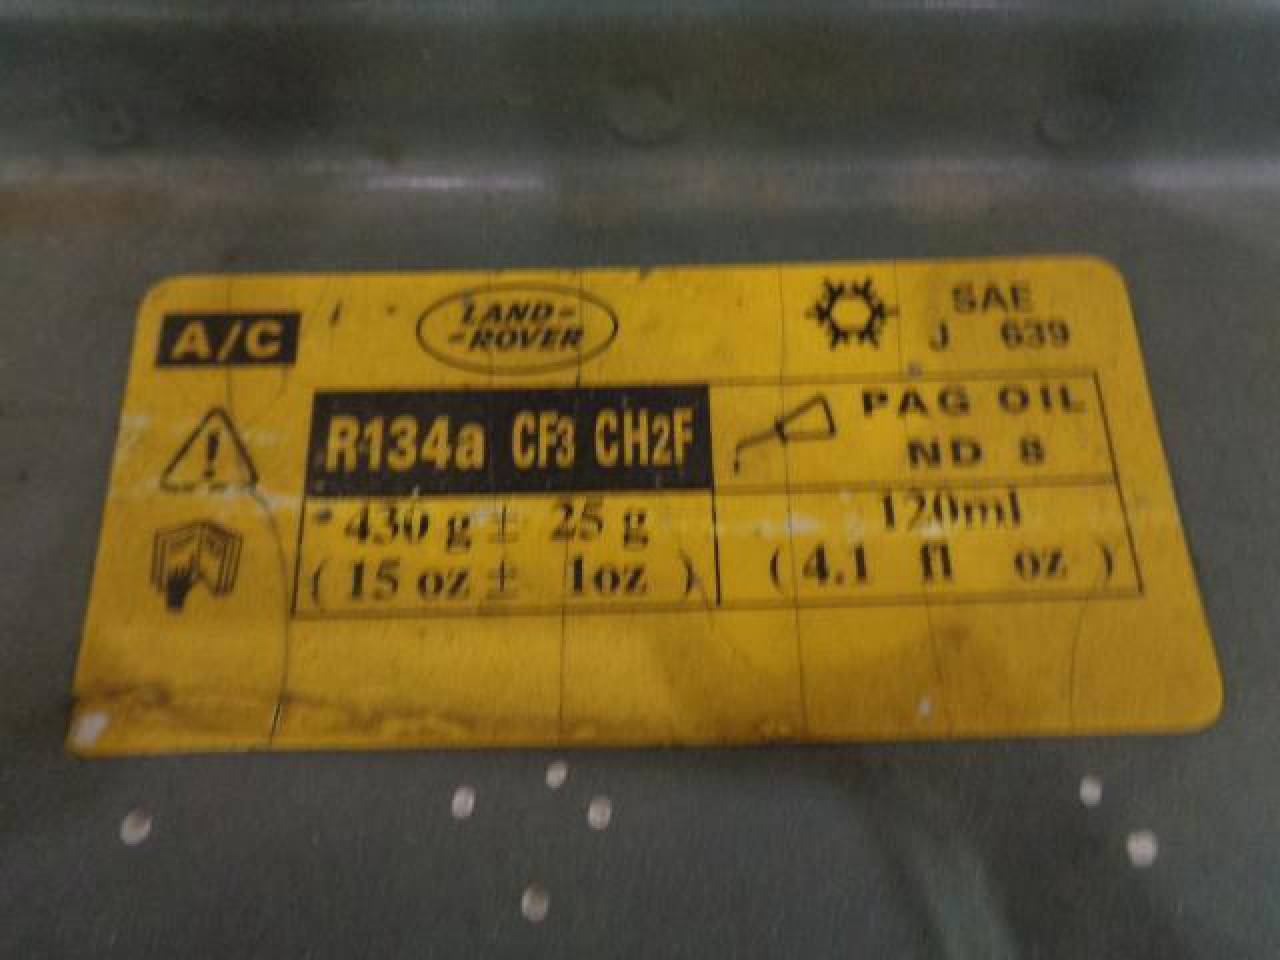 A/C
LAND-
-ROVER
SAE
J 639
R134a CF3 CH2F
PAG OIL
ND 8
430 g ± 25 g
(15 oz ± 1oz )
120ml
(4.1 fl oz )